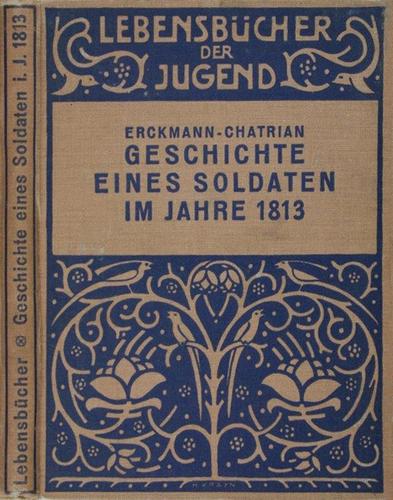 LEBENSBÜCHER
DER
JUGEND
ERCKMANN-CHATRIAN
GESCHICHTE
EINES SOLDATEN
IM JAHRE 1813
Lebensbücher ※ Geschichte eines Soldaten i. J. 1813